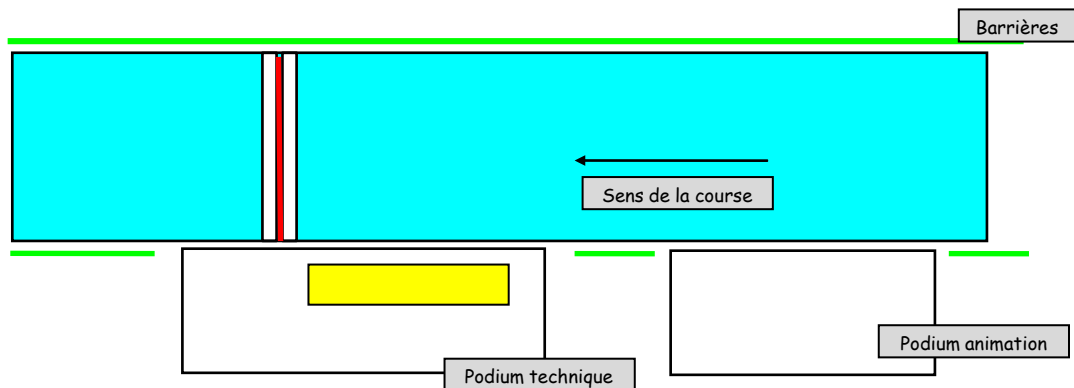 Barrières
Sens de la course
Podium animation
Podium technique